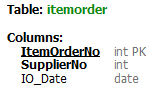 Table: itemorder
Columns:
ItemOrderNo int PK
SupplierNo int
IO_Date date